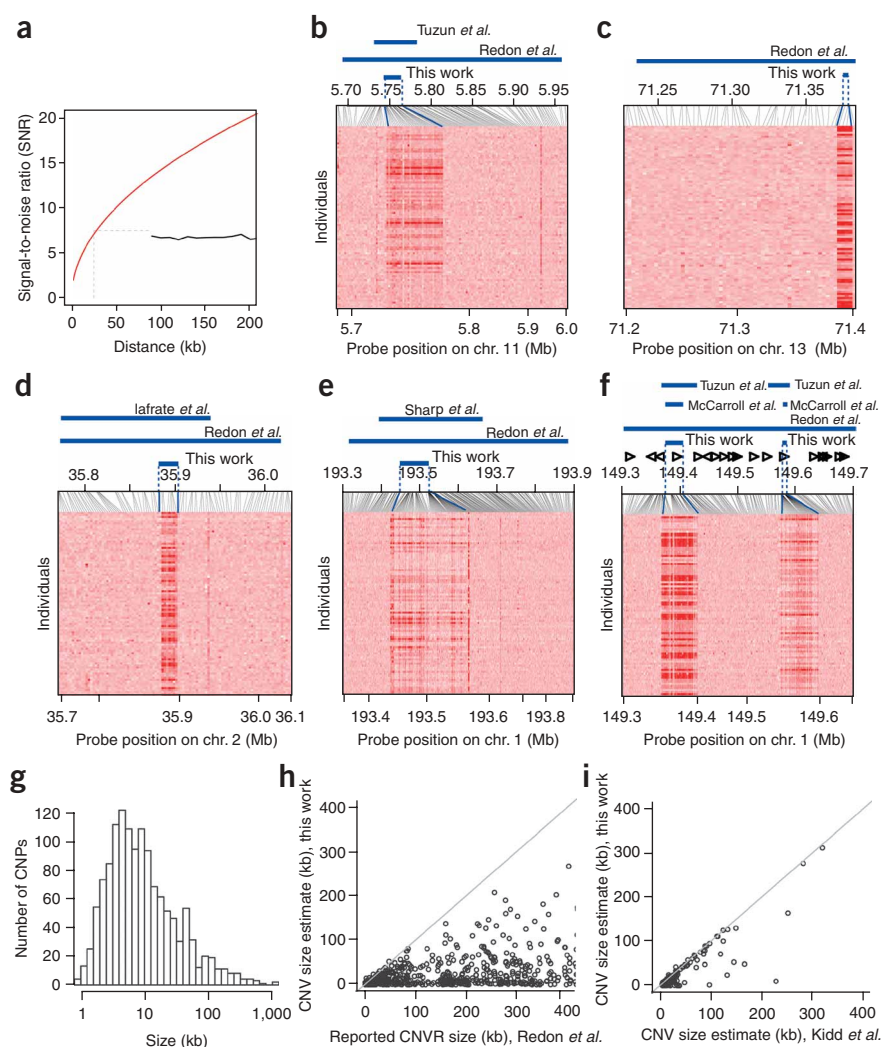 a
20
15
10
5
0
Signal-to-noise ratio (SNR)
0 50 100 150 200
Distance (kb)
b
Tuzun et al.
Redon et al.
This work
5.70 5.75 5.80 5.85 5.90 5.95
Individuals
5.7 5.8 5.9 6.0
Probe position on chr. 11 (Mb)
c
Redon et al.
This work
71.25 71.30 71.35
Individuals
71.2 71.3 71.4
Probe position on chr. 13 (Mb)
d
Iafrate et al.
Redon et al.
This work
35.8 35.9 36.0
Individuals
35.7 35.9 36.0 36.1
Probe position on chr. 2 (Mb)
e
Sharp et al.
Redon et al.
This work
193.3 193.5 193.7 193.9
Individuals
193.4 193.5 193.6 193.8
Probe position on chr. 1 (Mb)
f
Tuzun et al. Tuzun et al.
McCarroll et al. McCarroll et al.
Redon et al.
This work This work
149.3 149.4 149.5 149.6 149.7
Individuals
149.3 149.4 149.5 149.6
Probe position on chr. 1 (Mb)
g
120
100
80
60
40
20
0
Number of CNPs
1 10 100 1,000
Size (kb)
h
400
300
200
100
0
CNV size estimate (kb), this work
0 100 200 300 400
Reported CNVR size (kb), Redon et al.
i
400
300
200
100
0
CNV size estimate (kb), this work
0 100 200 300 400
CNV size estimate (kb), Kidd et al.